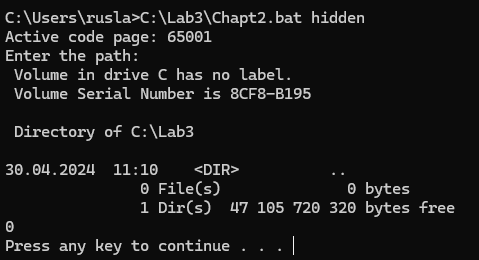 C:\Users\rusla>C:\Lab3\Chapt2.bat hidden
Active code page: 65001
Enter the path:
 Volume in drive C has no label.
 Volume Serial Number is 8CF8-B195

 Directory of C:\Lab3

30.04.2024  11:10    <DIR>          ..
               0 File(s)              0 bytes
               1 Dir(s)  47 105 720 320 bytes free
0
Press any key to continue . . .